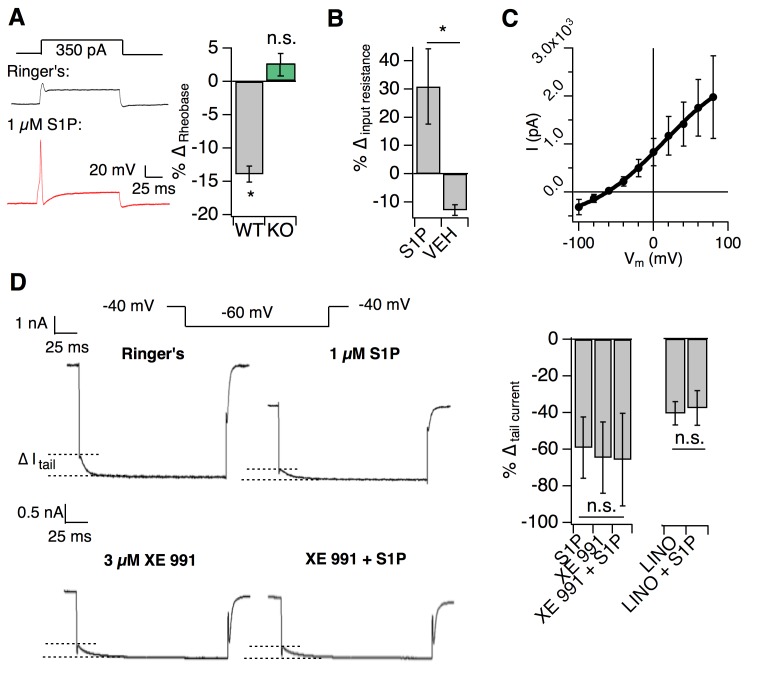 A
350 pA
Ringer's:
1 µM S1P:
20 mV
25 ms
% Δ Rheobase
5
0
-5
-10
-15
-20
n.s.
*
WT KO
B
% Δ input resistance
40
30
20
10
0
-10
*
S1P
VEH
C
I (pA)
3.0x10³
2.0
1.0
0.0
-100 0 100
Vm (mV)
D
-40 mV
-60 mV
-40 mV
1 nA
25 ms
Ringer's
1 µM S1P
Δ I tail
0.5 nA
25 ms
3 µM XE 991
XE 991 + S1P
% Δ tail current
0
-20
-40
-60
-80
-100
n.s.
n.s.
S1P
XE 991
XE 991 + S1P
LINO
LINO + S1P